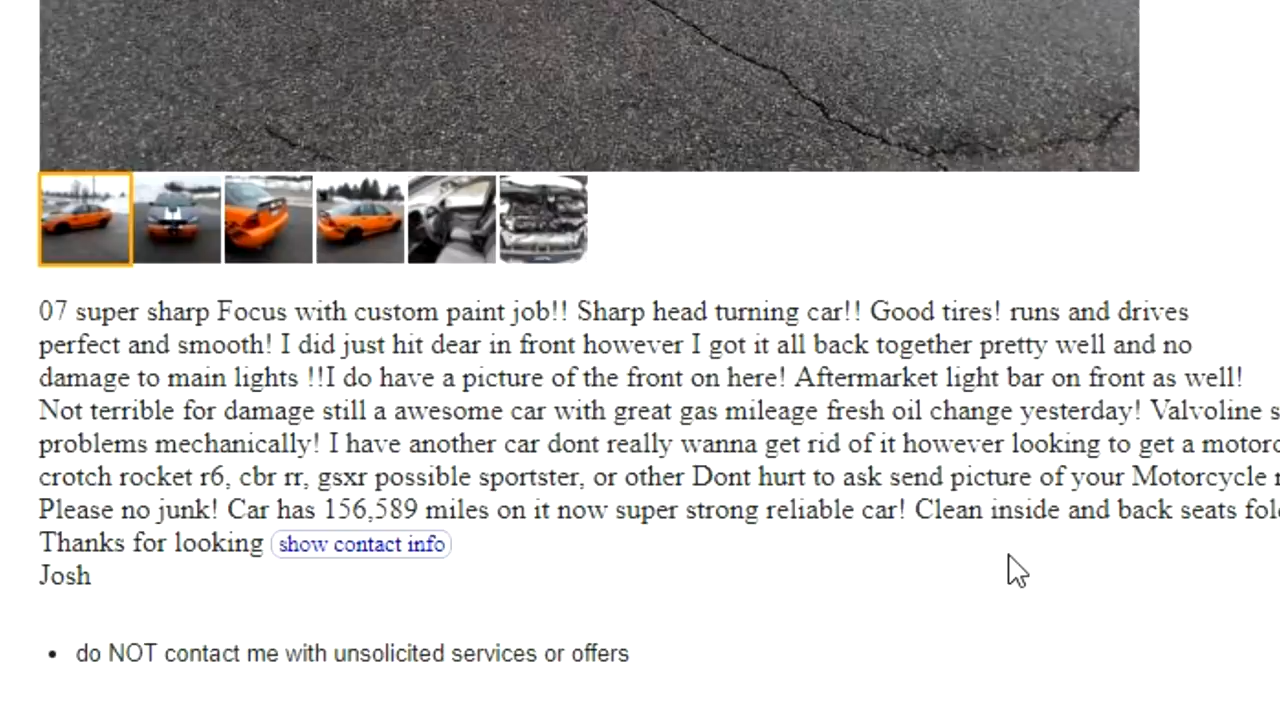 07 super sharp Focus with custom paint job!! Sharp head turning car!! Good tires! runs and drives
perfect and smooth! I did just hit dear in front however I got it all back together pretty well and no
damage to main lights !!I do have a picture of the front on here! Aftermarket light bar on front as well!
Not terrible for damage still a awesome car with great gas mileage fresh oil change yesterday! Valvoline s
problems mechanically! I have another car dont really wanna get rid of it however looking to get a motorc
crotch rocket r6, cbr rr, gsxr possible sportster, or other Dont hurt to ask send picture of your Motorcycle
Please no junk! Car has 156,589 miles on it now super strong reliable car! Clean inside and back seats fol
Thanks for looking show contact info
Josh
• do NOT contact me with unsolicited services or offers